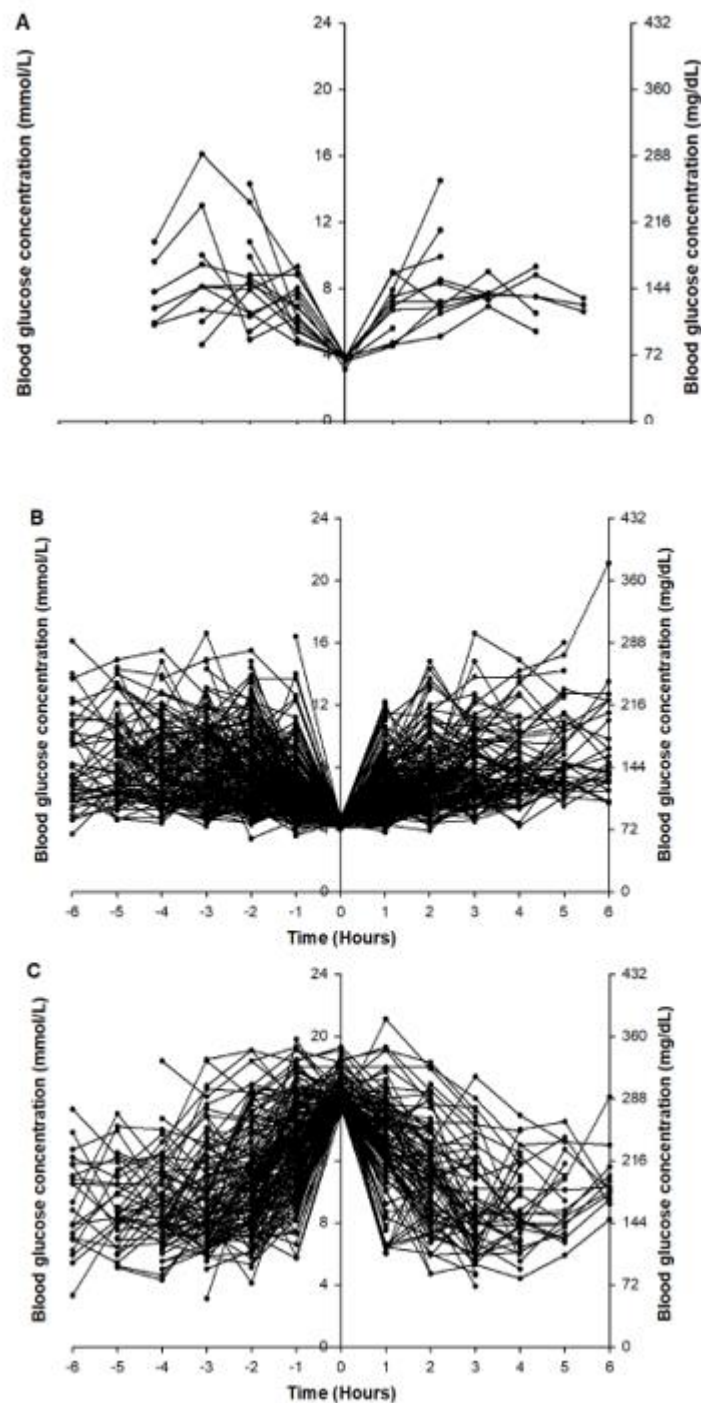 A
Blood glucose concentration (mmol/L)
24
20
16
12
8
4
0
432
360
288
216
144
72
0
Blood glucose concentration (mg/dL)
B
Blood glucose concentration (mmol/L)
24
20
16
12
0
432
360
288
216
144
72
0
Blood glucose concentration (mg/dL)
-6 -5 -4 -3 -2 -1 0 1 2 3 4 5 6
Time (Hours)
C
Blood glucose concentration (mmol/L)
24
20
8
4
0
432
360
288
216
144
72
0
Blood glucose concentration (mg/dL)
-6 -5 -4 -3 -2 -1 0 1 2 3 4 5 6
Time (Hours)